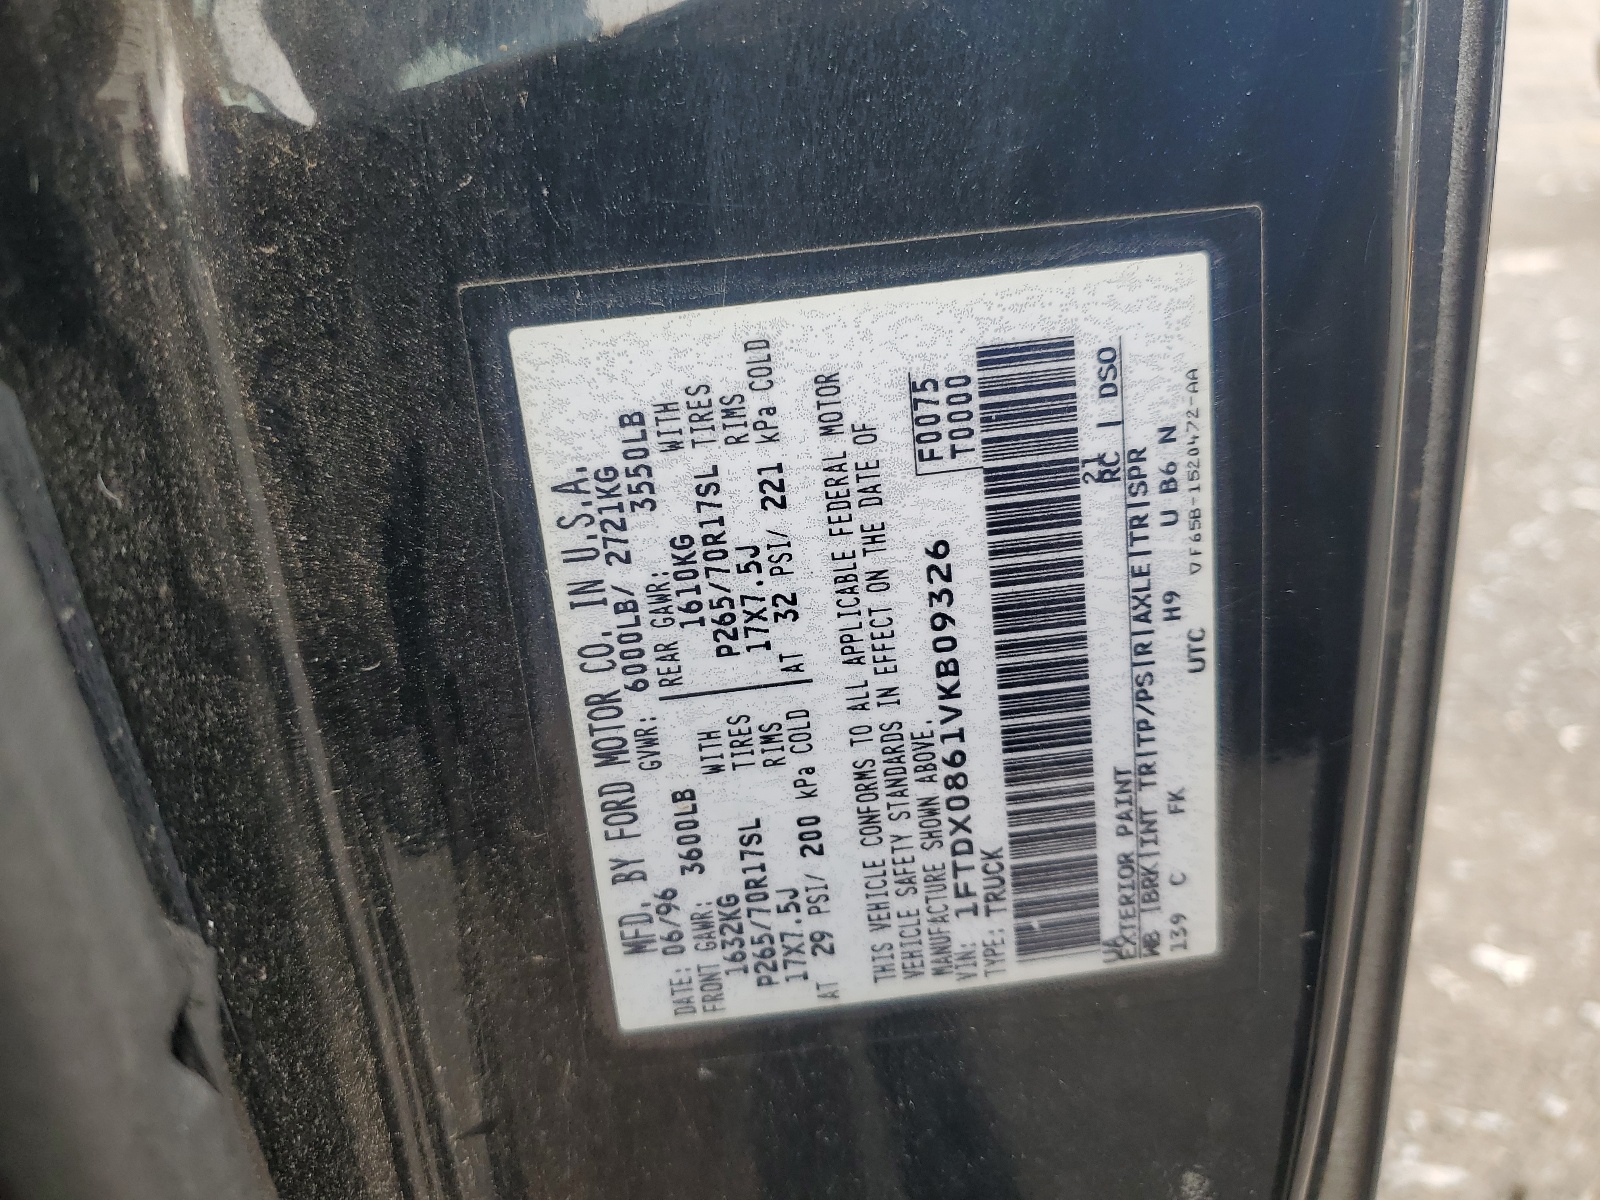 MFD. BY FORD MOTOR CO. IN U.S.A.
DATE: 06/96 GVWR: 6000LB/ 2721KG
FRONT GAWR: 3600LB REAR GAWR: 3550LB
1632KG WITH 1610KG WITH
P265/70R17SL TIRES P265/70R17SL TIRES
17X7.5J RIMS 17X7.5J RIMS
AT 29 PSI/ 200 kPa COLD AT 32 PSI/ 221 kPa COLD
THIS VEHICLE CONFORMS TO ALL APPLICABLE FEDERAL MOTOR
VEHICLE SAFETY STANDARDS IN EFFECT ON THE DATE OF
MANUFACTURE SHOWN ABOVE.
VIN: 1FTDX0861VKB09326 F0075
TYPE: TRUCK T0000
21
EXTERIOR PAINT RC DSO
WB BRK INT TR TP/PS R AXLE TR SPR
139 C FK H9 U B6 N
UTC VF65B-1520472-AA